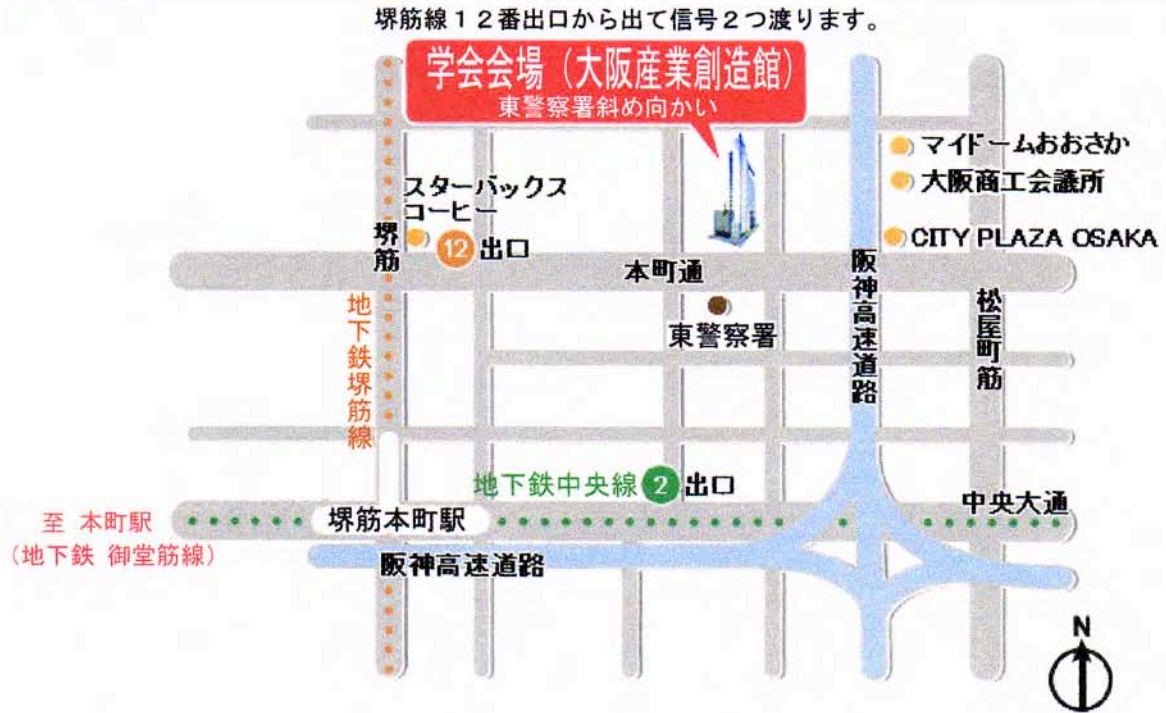 堺筋線１２番出口から出て信号２つ渡ります。
学会会場（大阪産業創造館）
東警察署斜め向かい
マイドームおおさか
大阪商工会議所
スターバックス
コーヒー
12 出口
CITY PLAZA OSAKA
堺筋
本町通
阪神高速道路
松屋町筋
地下鉄堺筋線
東警察署
地下鉄中央線 2 出口
中央大通
至 本町駅
（地下鉄 御堂筋線）
堺筋本町駅
阪神高速道路
N